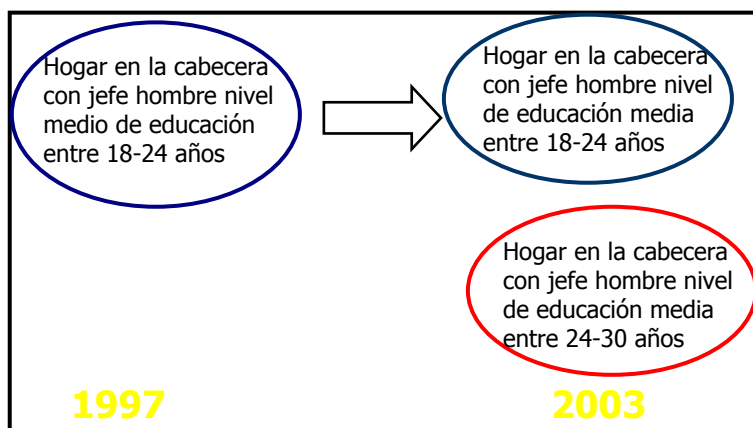 Hogar en la cabecera
con jefe hombre nivel
medio de educación
entre 18-24 años
Hogar en la cabecera
con jefe hombre nivel
de educación media
entre 18-24 años
Hogar en la cabecera
con jefe hombre nivel
de educación media
entre 24-30 años
1997
2003